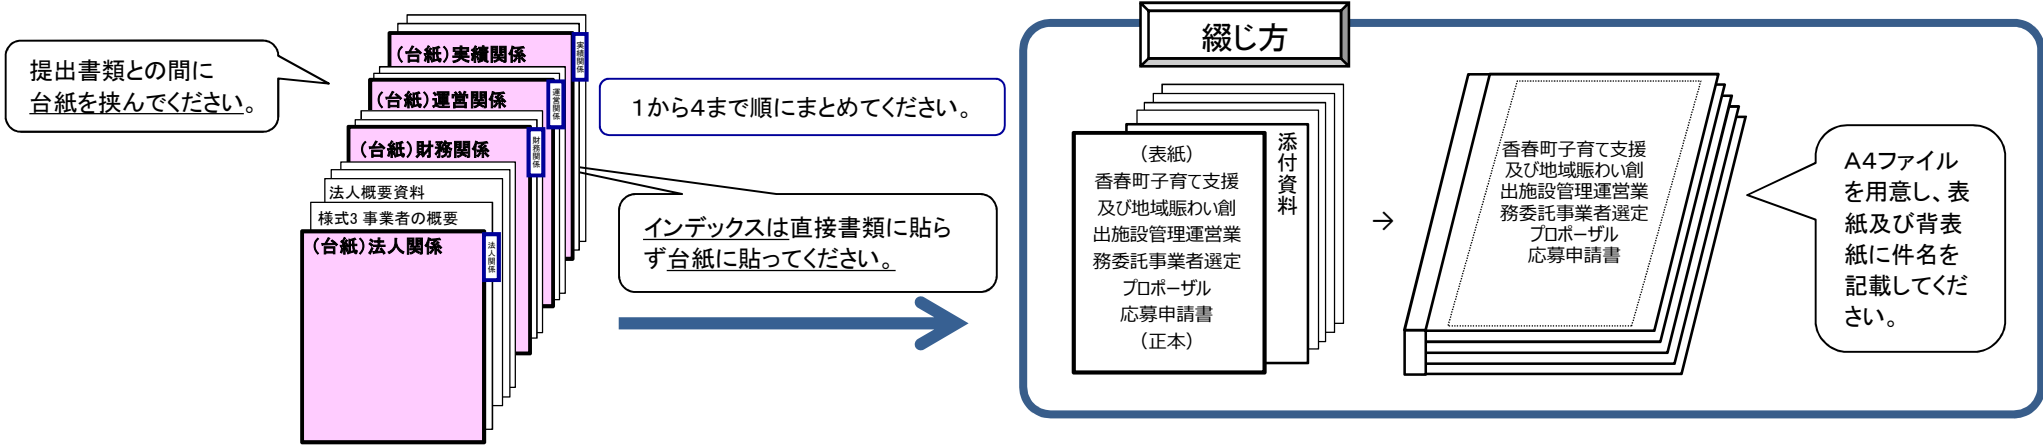 提出書類との間に
台紙を挟んでください。
(台紙)実績関係
実績関係
(台紙)運営関係
運営関係
(台紙)財務関係
財務関係
法人概要資料
様式3 事業者の概要
(台紙)法人関係
法人関係
１から４まで順にまとめてください。
インデックスは直接書類に貼ら
ず台紙に貼ってください。
綴じ方
（表紙）
香春町子育て支援
及び地域賑わい創
出施設管理運営業
務委託事業者選定
プロポーザル
応募申請書
（正本）
添付資料
→
香春町子育て支援
及び地域賑わい創
出施設管理運営業
務委託事業者選定
プロポーザル
応募申請書
Ａ４ファイル
を用意し、表
紙及び背表
紙に件名を
記載してくだ
さい。